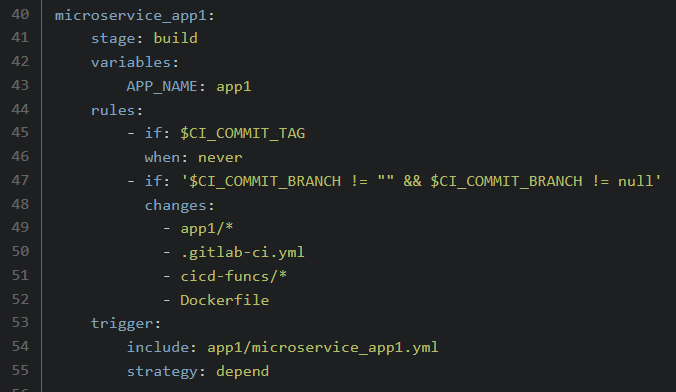 40 microservice_app1:
41 stage: build
42 variables:
43 APP_NAME: app1
44 rules:
45 - if: $CI_COMMIT_TAG
46 when: never
47 - if: '$CI_COMMIT_BRANCH != "" && $CI_COMMIT_BRANCH != null'
48 changes:
49 - app1/*
50 - .gitlab-ci.yml
51 - cicd-funcs/*
52 - Dockerfile
53 trigger:
54 include: app1/microservice_app1.yml
55 strategy: depend